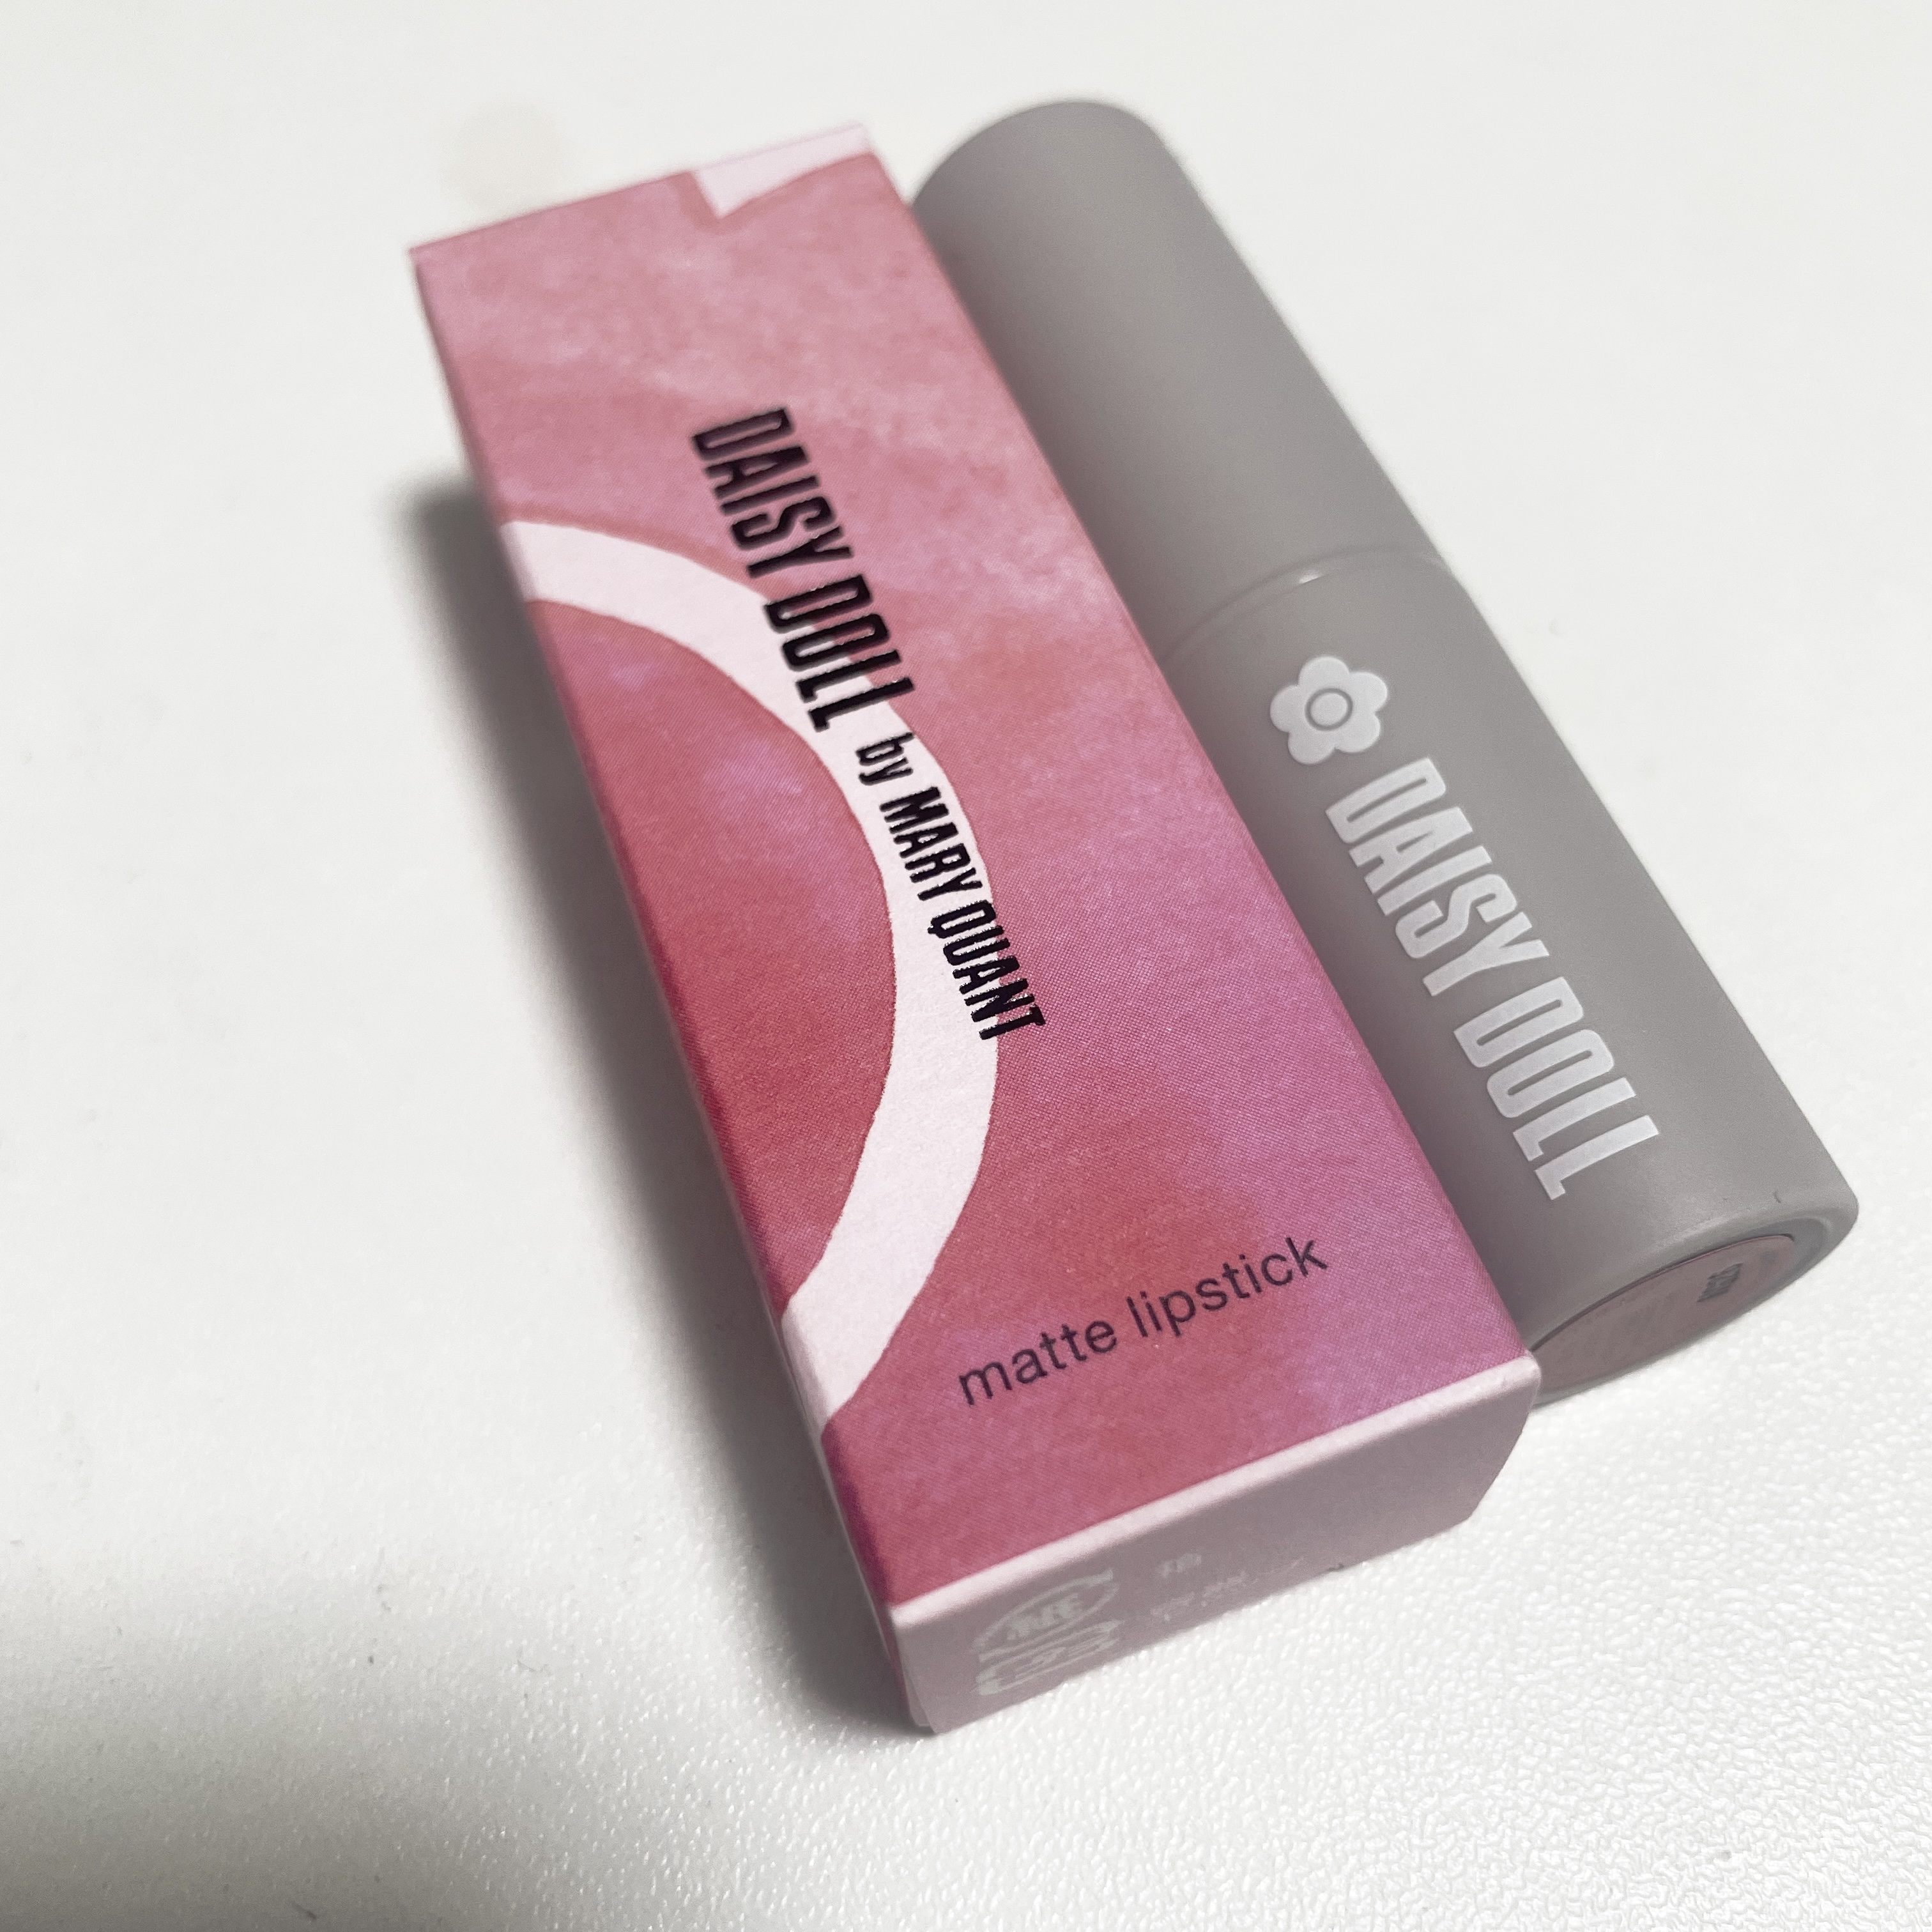 DAISY DOLL by MARY QUANT
matte lipstick
DAISY DOLL